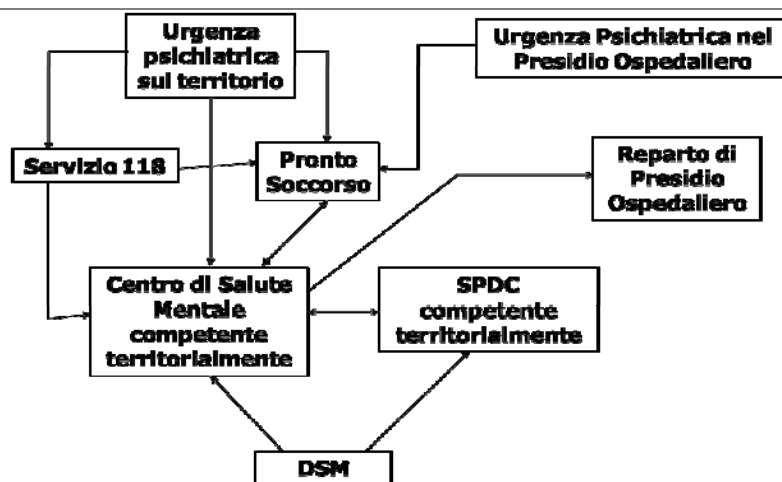 Urgenza
psichiatrica
sul territorio
Urgenza Psichiatrica nel
Presidio Ospedaliero
Servizio 118
Pronto
Soccorso
Reparto di
Presidio
Ospedaliero
Centro di Salute
Mentale
competente
territorialmente
SPDC
competente
territorialmente
DSM